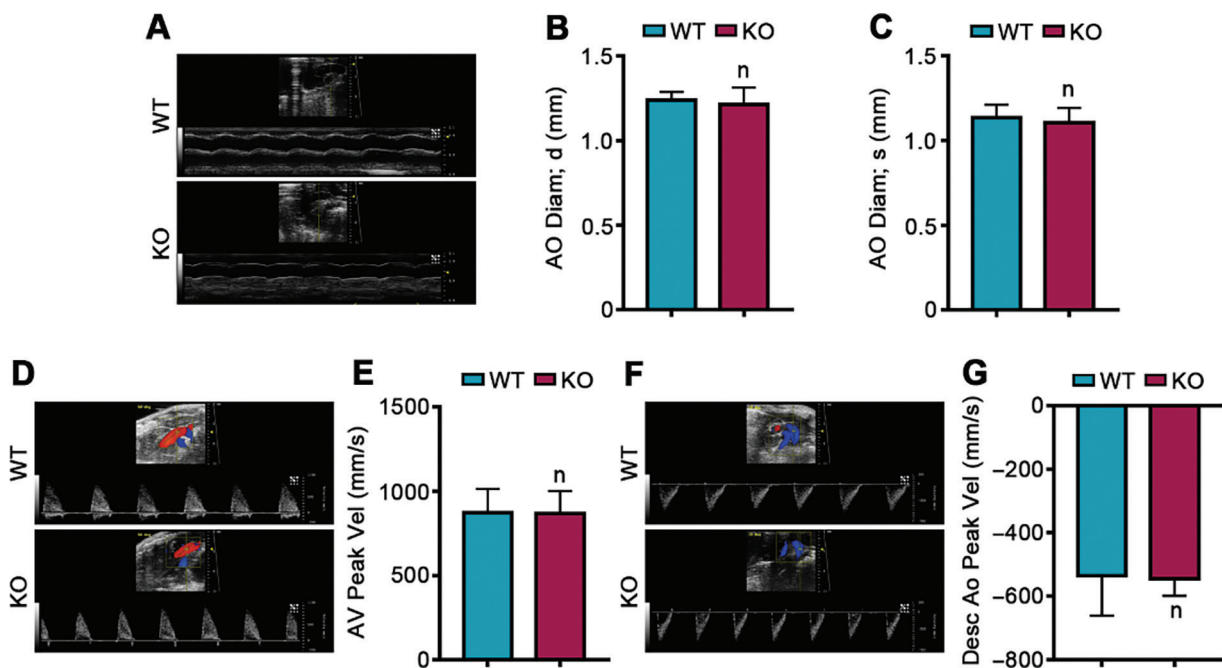 A
WT
KO
B
WT KO
AO Diam; d (mm)
1.5
1.0
0.5
0
n
C
WT KO
AO Diam; s (mm)
1.5
1.0
0.5
0
n
D
WT
KO
E
WT KO
AV Peak Vel (mm/s)
1500
1000
500
0
n
F
WT
KO
G
WT KO
Desc Ao Peak Vel (mm/s)
0
−200
−400
−600
−800
n